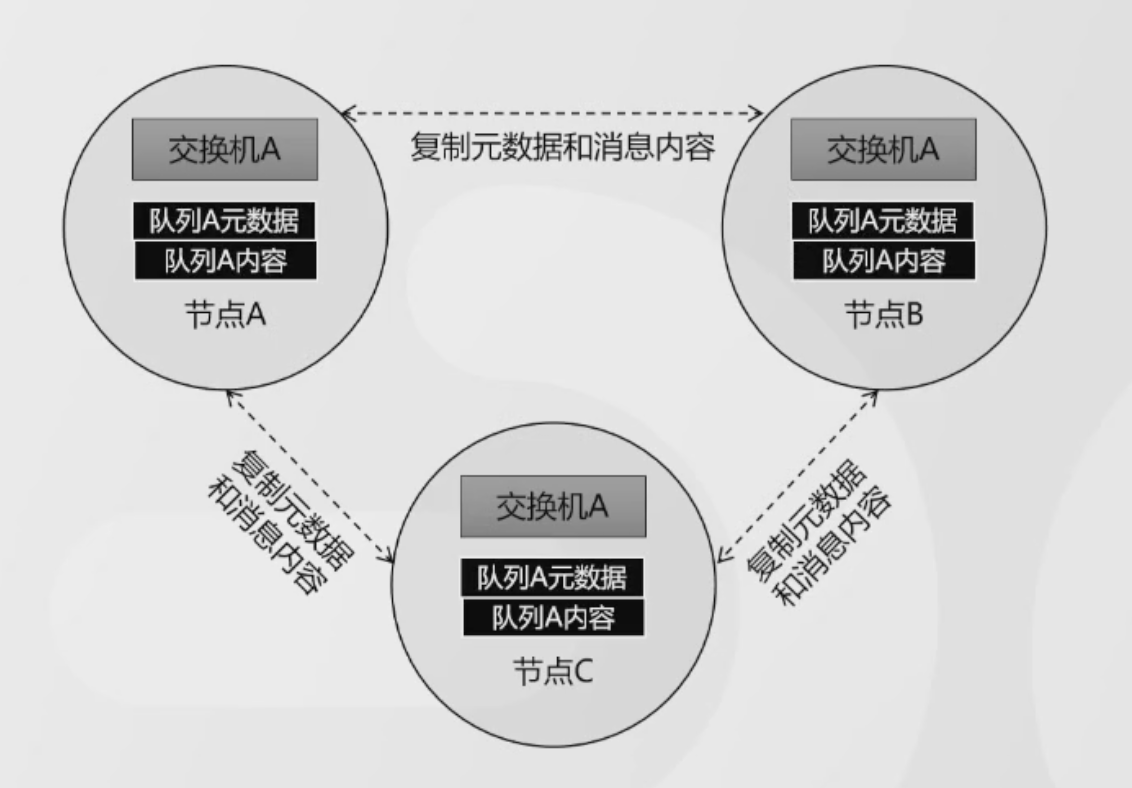 交换机A
队列A元数据
队列A内容
节点A
复制元数据和消息内容
交换机A
队列A元数据
队列A内容
节点B
复制元数据
和消息内容
交换机A
队列A元数据
队列A内容
节点C
复制元数据
和消息内容